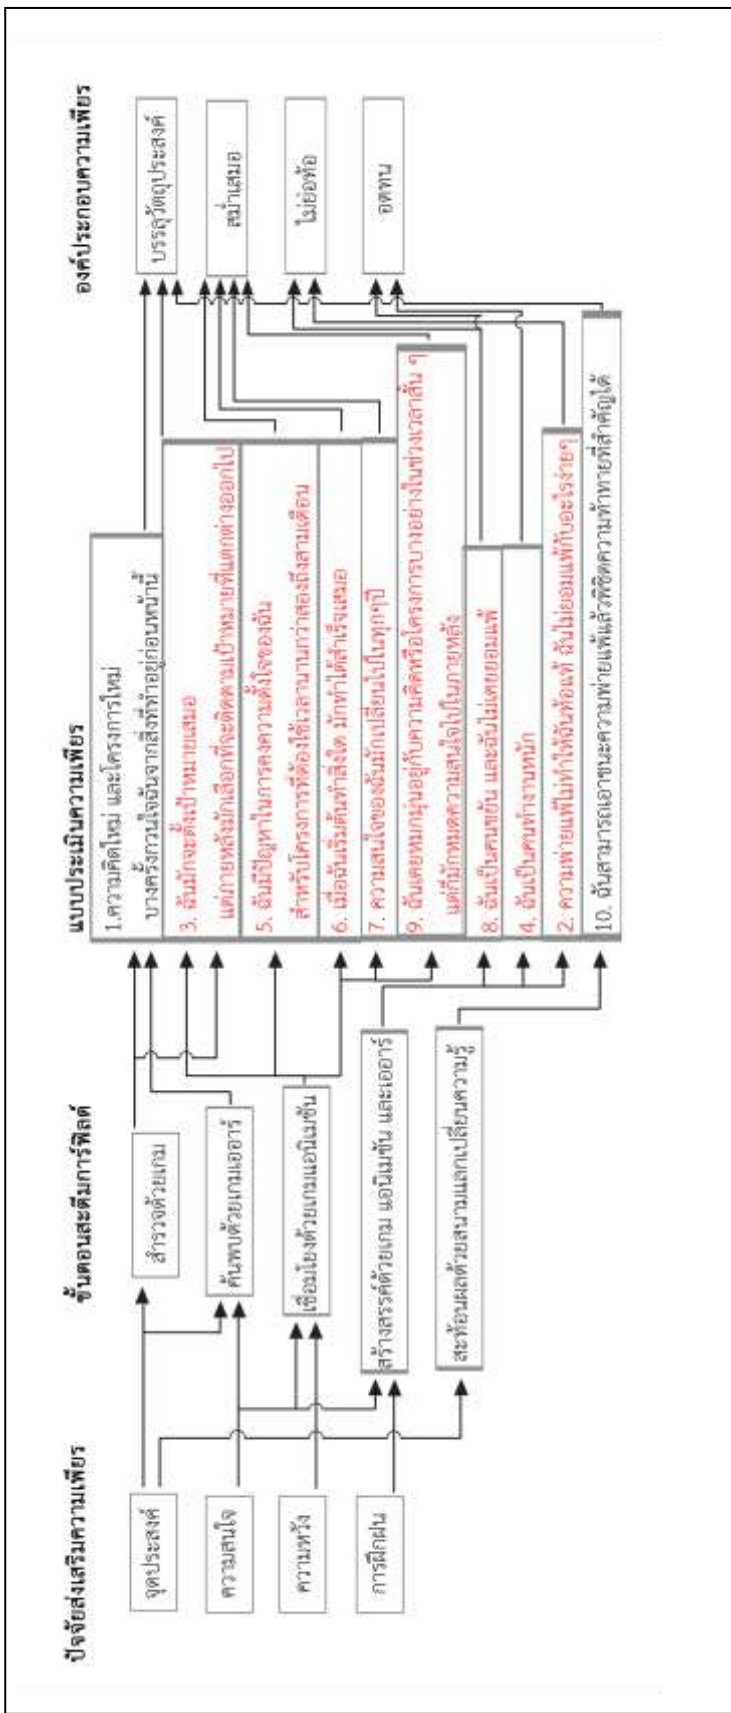 ปัจจัยส่งเสริมความเพียร
จุดประสงค์
ความสนใจ
ความหวัง
การฝึกฝน
ขั้นตอนสะตีมการ์ฟิลด์
สำรวจด้วยเกม
ค้นพบด้วยเกมเออาร์
เชื่อมโยงด้วยเกมแอนิเมชัน
สร้างสรรค์ด้วยเกม แอนิเมชัน และเออาร์
สะท้อนผลด้วยสนามแลกเปลี่ยนความรู้
แบบประเมินความเพียร
1.ความคิดใหม่ และโครงการใหม่
บางครั้งกวนใจฉันจากสิ่งที่ทำอยู่ก่อนหน้านี้
3. ฉันมักจะตั้งเป้าหมายเสมอ
แต่ภายหลังมักเลือกที่จะติดตามเป้าหมายที่แตกต่างออกไป
5. ฉันมีปัญหาในการคงความตั้งใจของฉัน
สำหรับโครงการที่ต้องใช้เวลานานกว่าสองถึงสามเดือน
6. เมื่อฉันเริ่มต้นทำสิ่งใด มักทำได้สำเร็จเสมอ
7. ความสนใจของฉันมักเปลี่ยนไปในทุกๆปี
9. ฉันเคยหมกมุ่นอยู่กับความคิดหรือโครงการบางอย่างในช่วงเวลาสั้น ๆ
แต่ก็มักหมดความสนใจไปในภายหลัง
8. ฉันเป็นคนขยัน และฉันไม่เคยยอมแพ้
4. ฉันเป็นคนทำงานหนัก
2. ความพ่ายแพ้ไม่ทำให้ฉันท้อแท้ ฉันไม่ยอมแพ้กับอะไรง่ายๆ
10. ฉันสามารถเอาชนะความพ่ายแพ้แล้วพิชิตความท้าทายที่สำคัญได้
องค์ประกอบความเพียร
บรรลุวัตถุประสงค์
สม่ำเสมอ
ไม่ย่อท้อ
อดทน